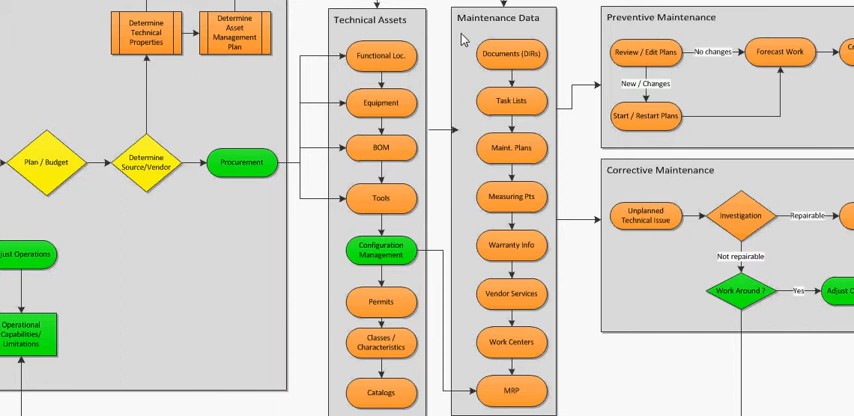 Determine
Technical
Properties
Determine
Asset
Management
Plan
Plan / Budget
Determine
Source/Vendor
Procurement
just Operations
Operational
Capabilities/
Limitations
Technical Assets
Functional Loc.
Equipment
BOM
Tools
Configuration
Management
Permits
Classes /
Characteristics
Catalogs
Maintenance Data
Documents (DIRs)
Task Lists
Maint. Plans
Measuring Pts
Warranty Info
Vendor Services
Work Centers
MRP
Preventive Maintenance
Review / Edit Plans
No changes
Forecast Work
New / Changes
Start / Restart Plans
Corrective Maintenance
Unplanned
Technical Issue
Investigation
Repairable
Not repairable
Work Around ?
Yes
Adjust